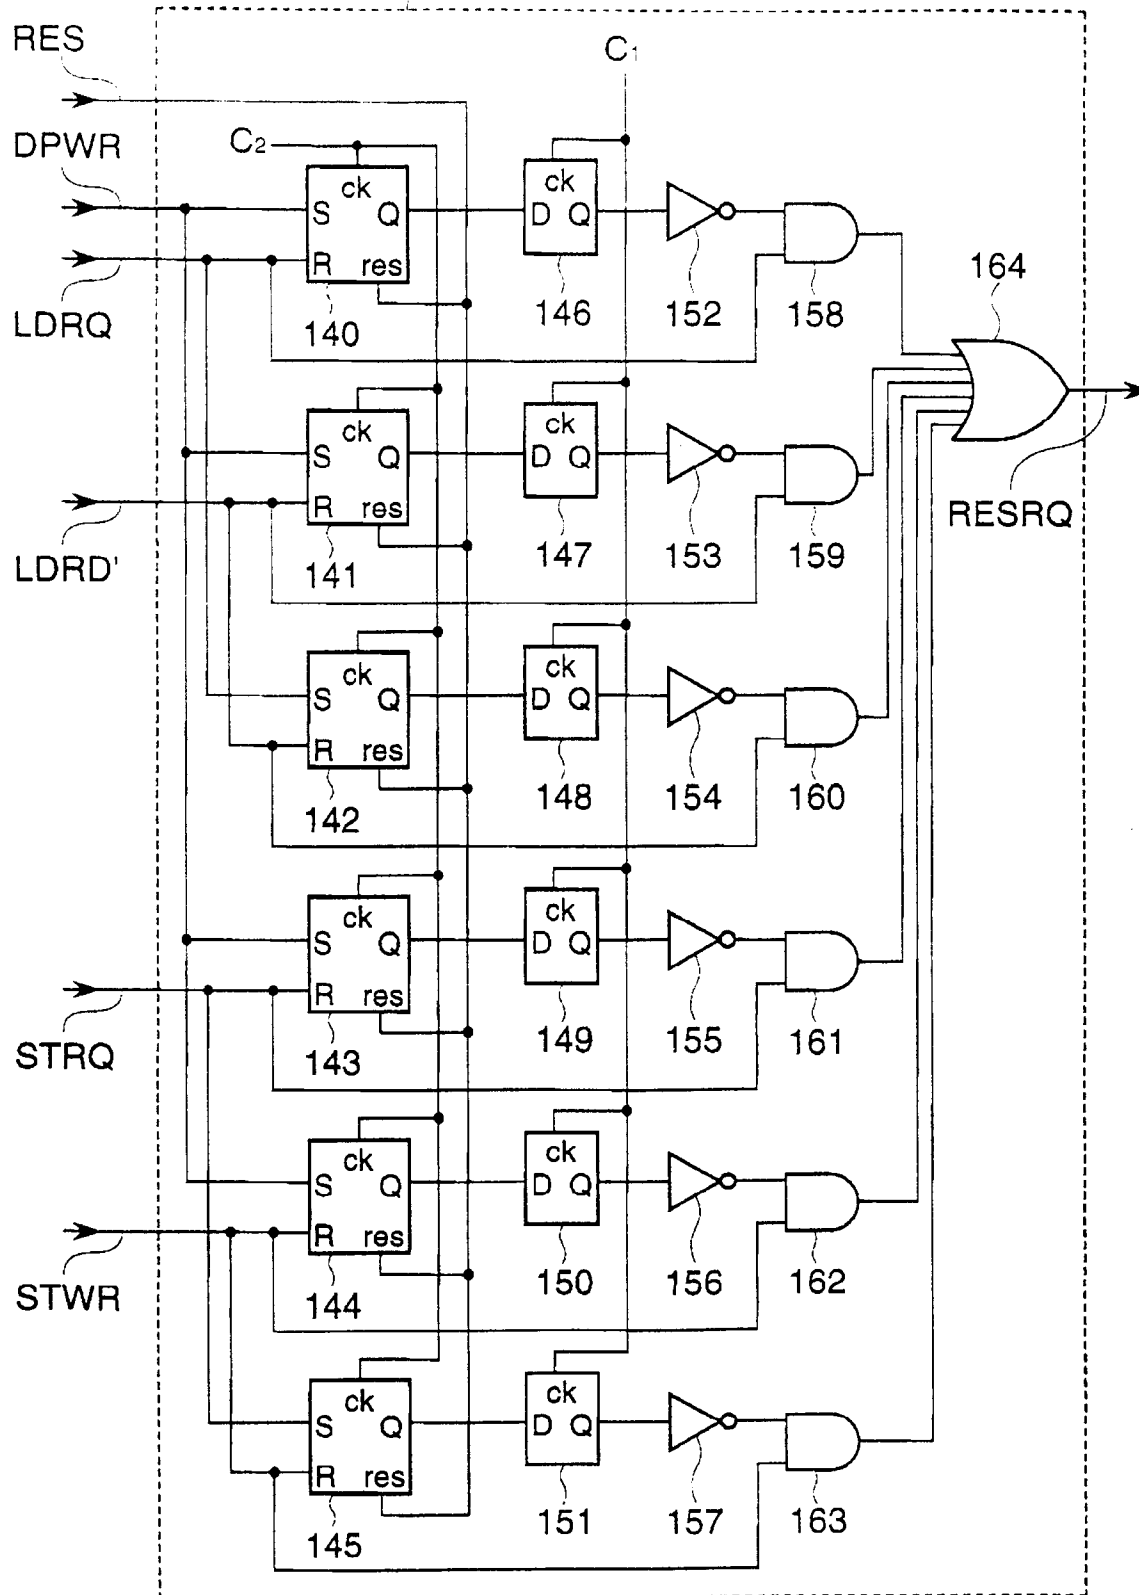 RES
C₁
DPWR
C₂
ck
ck
S Q
D Q
R res
LDRQ
140
146
152
158
164
ck
ck
S Q
D Q
R res
RESRQ
LDRD'
141
147
153
159
ck
ck
S Q
D Q
R res
142
148
154
160
ck
ck
S Q
D Q
R res
STRQ
143
149
155
161
ck
ck
S Q
D Q
R res
STWR
144
150
156
162
ck
ck
S Q
D Q
R res
145
151
157
163